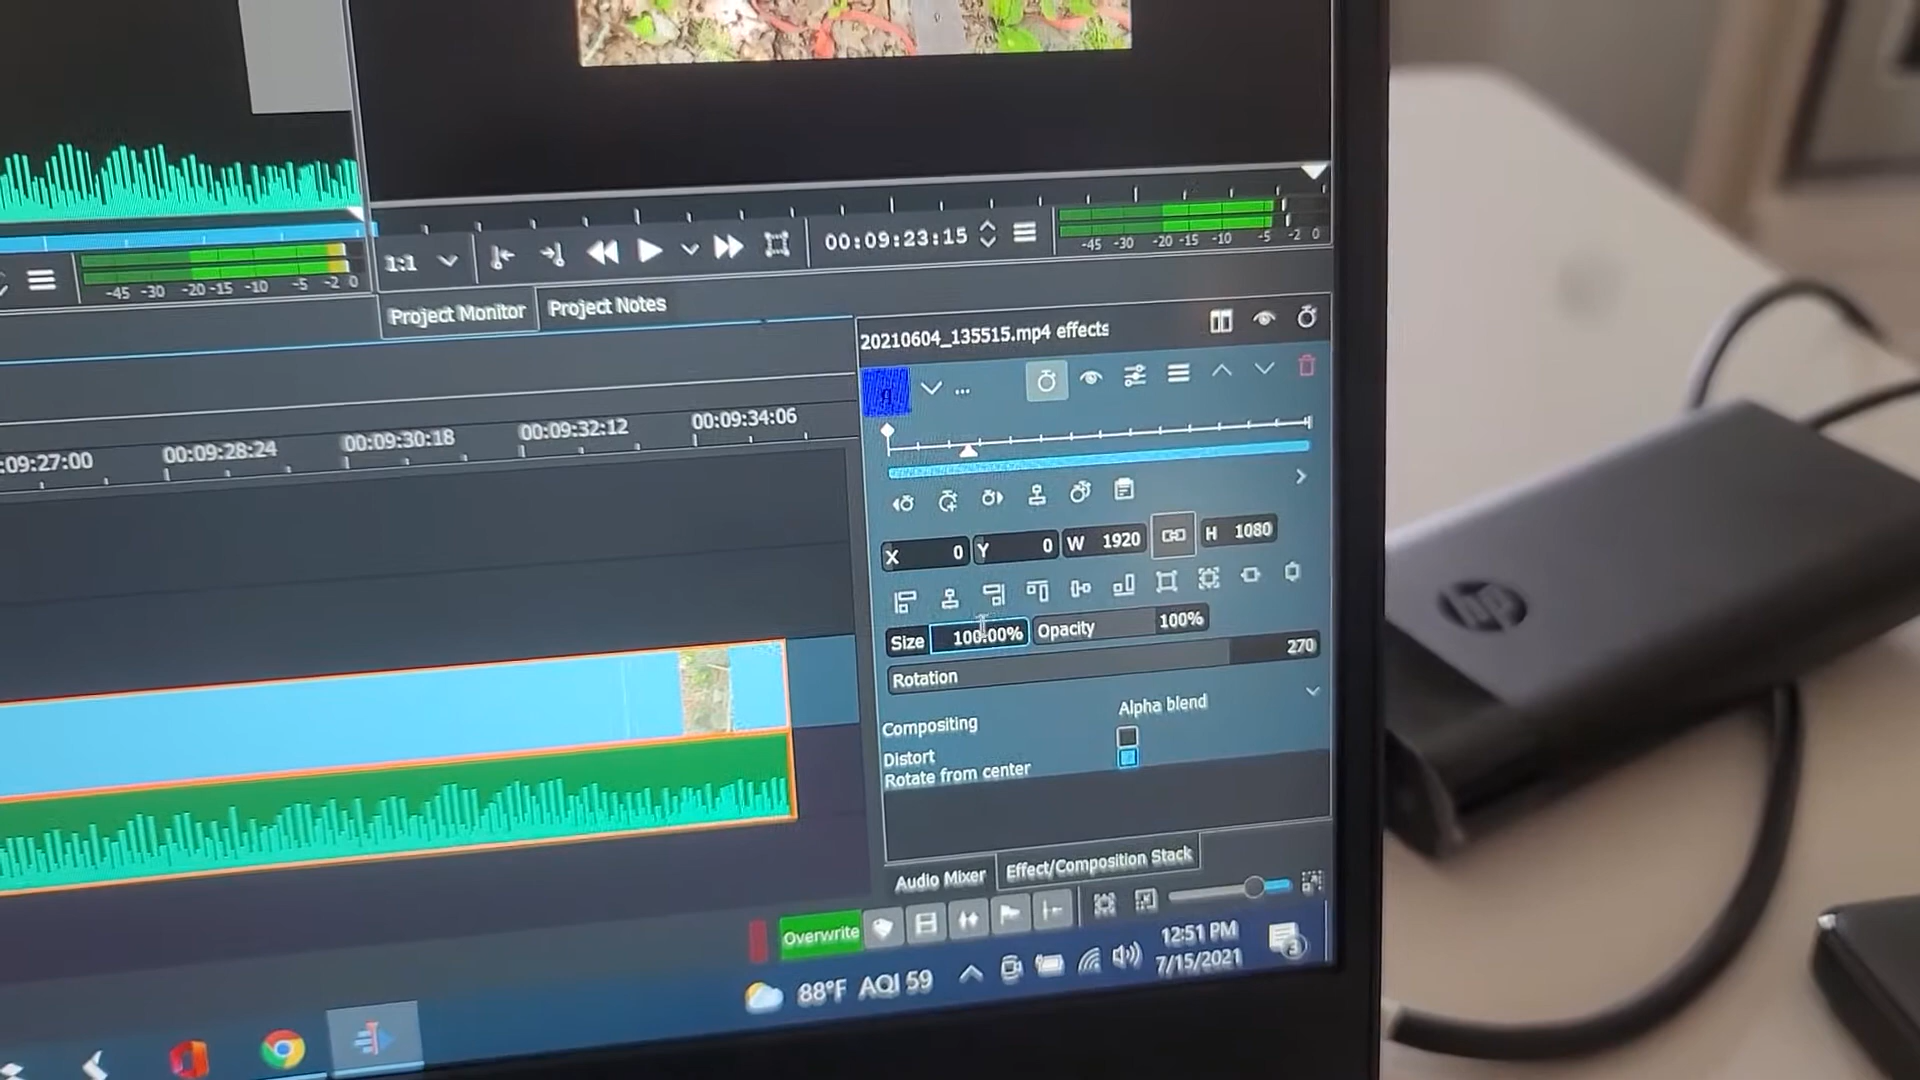 -45 -30 -20 -15 -10 -5 -2 0
1:1
00:09:23:15
-45 -30 -20 -15 -10 -5 -2 0
Project Monitor
Project Notes
20210604_135515.mp4 effects
...
:09:27:00
00:09:28:24
00:09:30:18
00:09:32:12
00:09:34:06
X 0 Y 0 W 1920 H 1080
Size 100.00% Opacity 100%
Rotation 270
Compositing Alpha blend
Distort
Rotate from center
Audio Mixer
Effect/Composition Stack
Overwrite
88°F AQI 59
12:51 PM
7/15/2021
3
hp